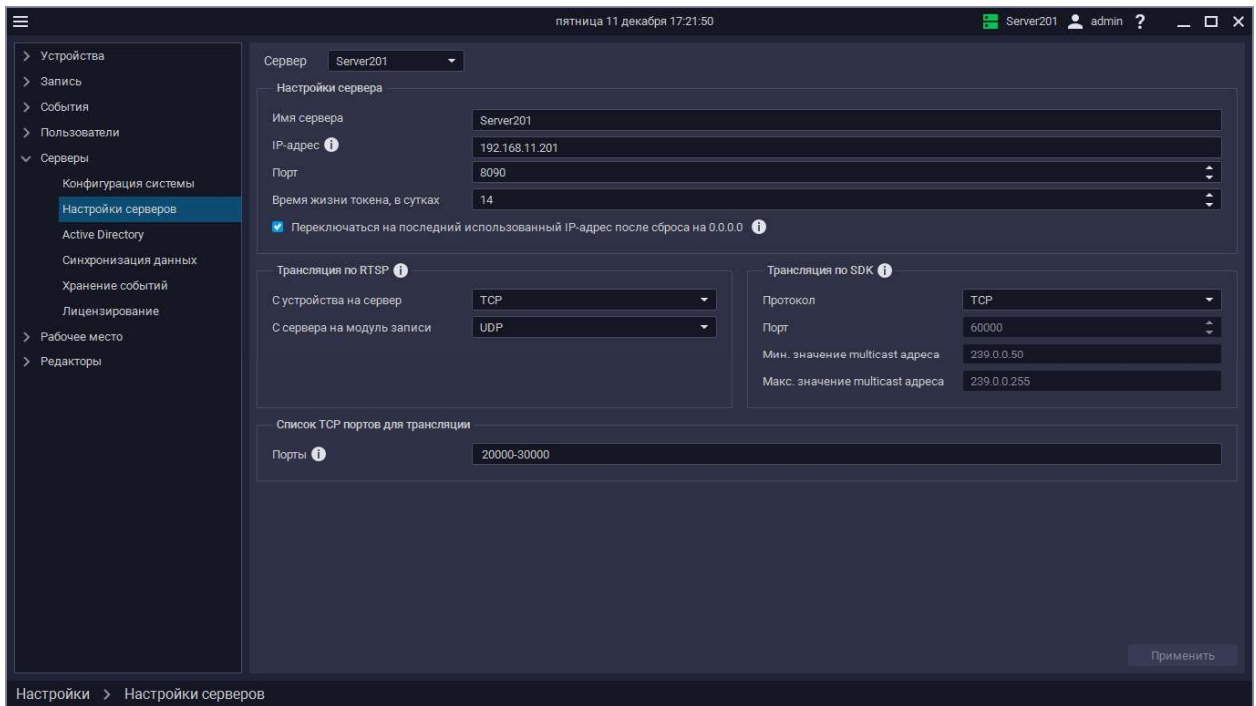 пятница 11 декабря 17:21:50
Server201 admin ?
Устройства
Запись
События
Пользователи
Серверы
Конфигурация системы
Настройки серверов
Active Directory
Синхронизация данных
Хранение событий
Лицензирование
Рабочее место
Редакторы
Сервер Server201
Настройки сервера
Имя сервера Server201
IP-адрес 192.168.11.201
Порт 8090
Время жизни токена, в сутках 14
Переключаться на последний использованный IP-адрес после сброса на 0.0.0.0
Трансляция по RTSP
С устройства на сервер TCP
С сервера на модуль записи UDP
Трансляция по SDK
Протокол TCP
Порт 60000
Мин. значение multicast адреса 239.0.0.50
Макс. значение multicast адреса 239.0.0.255
Список TCP портов для трансляции
Порты 20000-30000
Применить
Настройки > Настройки серверов